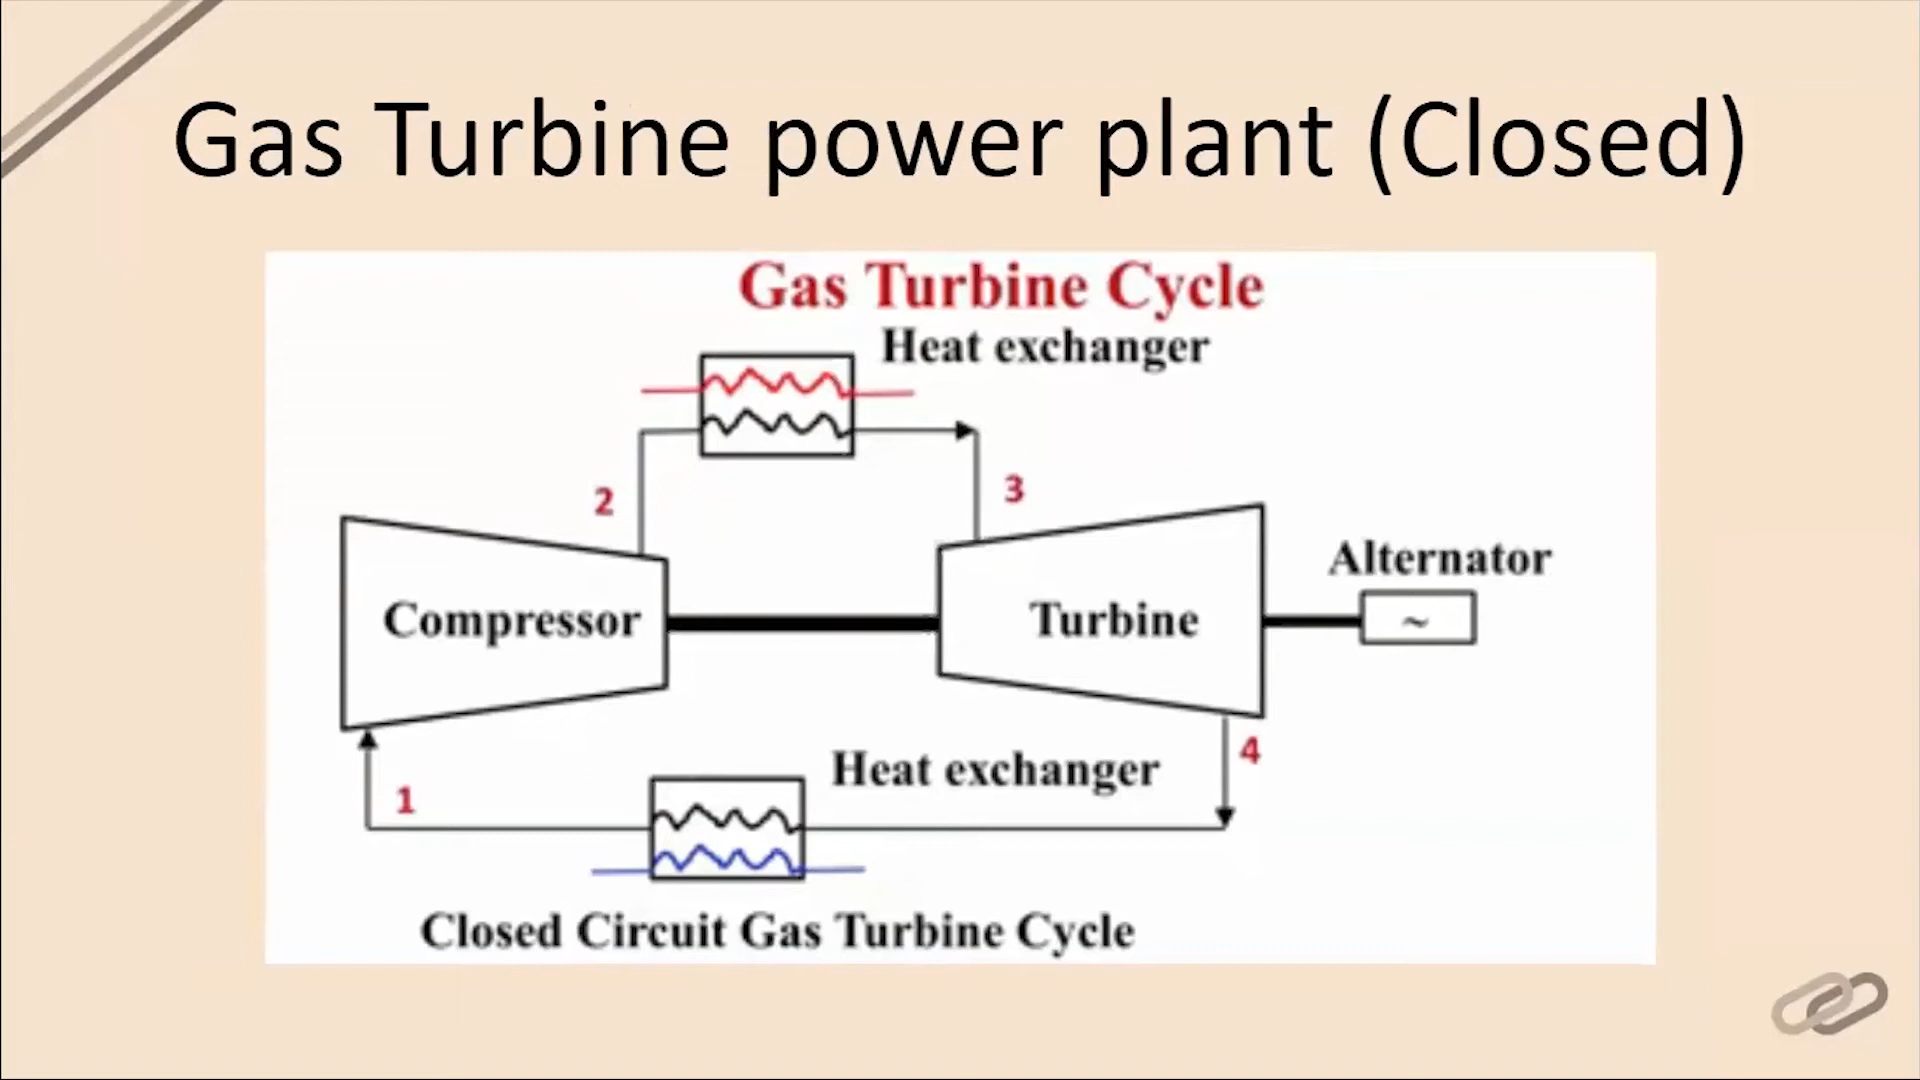 Gas Turbine power plant (Closed)
Gas Turbine Cycle
Heat exchanger
2
3
Alternator
Compressor
Turbine
~
4
Heat exchanger
1
Closed Circuit Gas Turbine Cycle